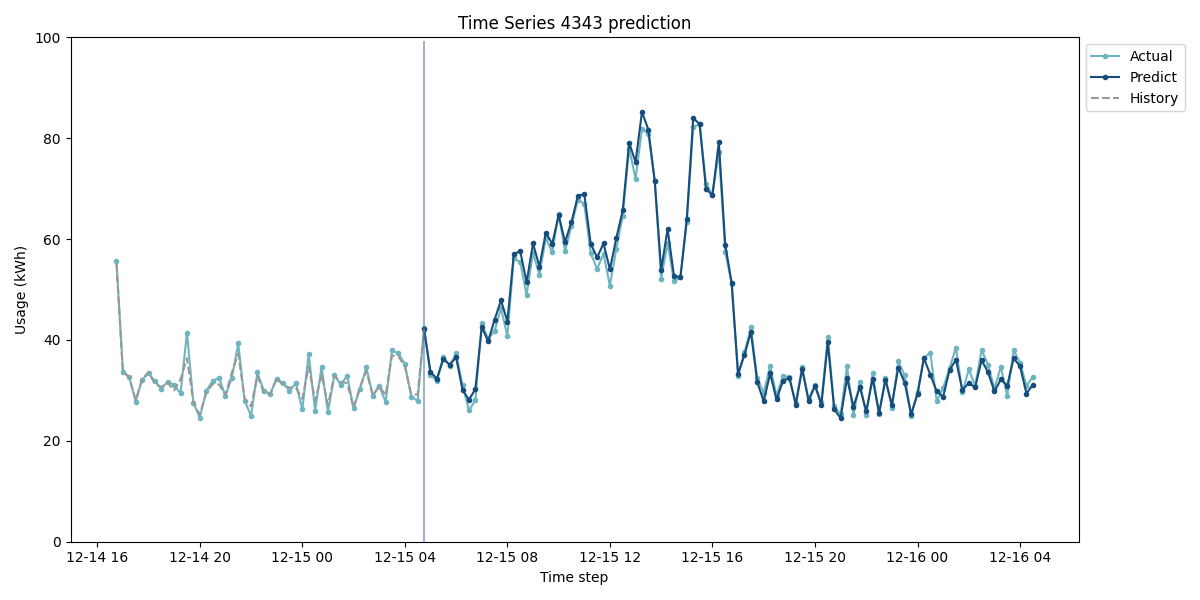 Time Series 4343 prediction
100
80
60
40
20
0
Usage (kWh)
12-14 16 12-14 20 12-15 00 12-15 04 12-15 08 12-15 12 12-15 16 12-15 20 12-16 00 12-16 04
Time step
Actual
Predict
History